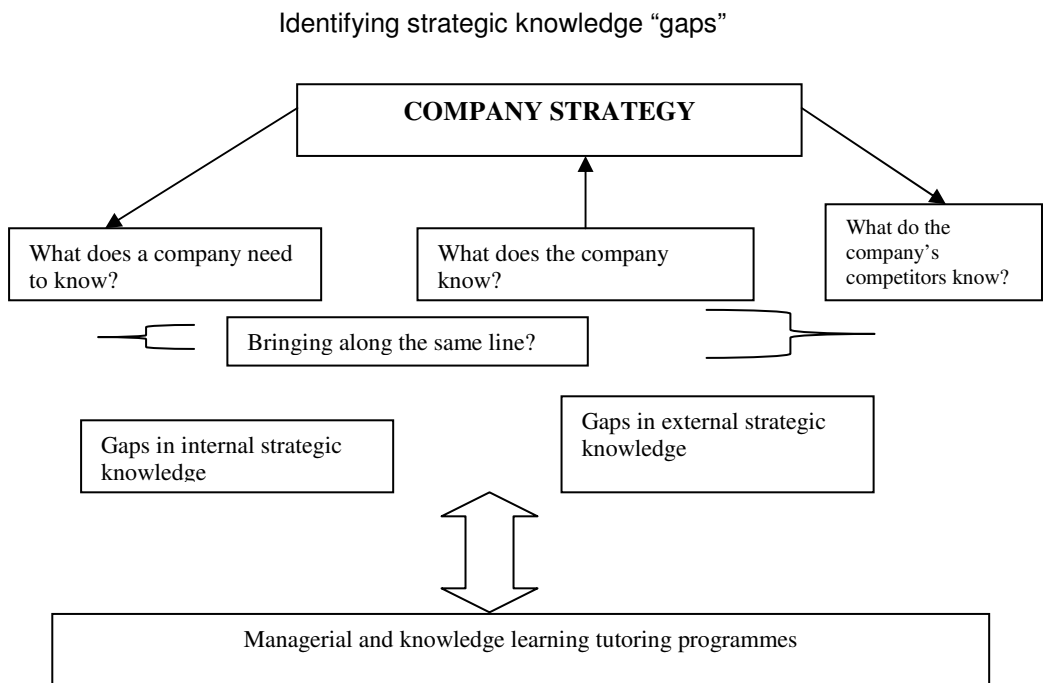 Identifying strategic knowledge “gaps”
COMPANY STRATEGY
What does a company need
to know?
What does the company
know?
What do the
company’s
competitors know?
Bringing along the same line?
Gaps in internal strategic
knowledge
Gaps in external strategic
knowledge
Managerial and knowledge learning tutoring programmes